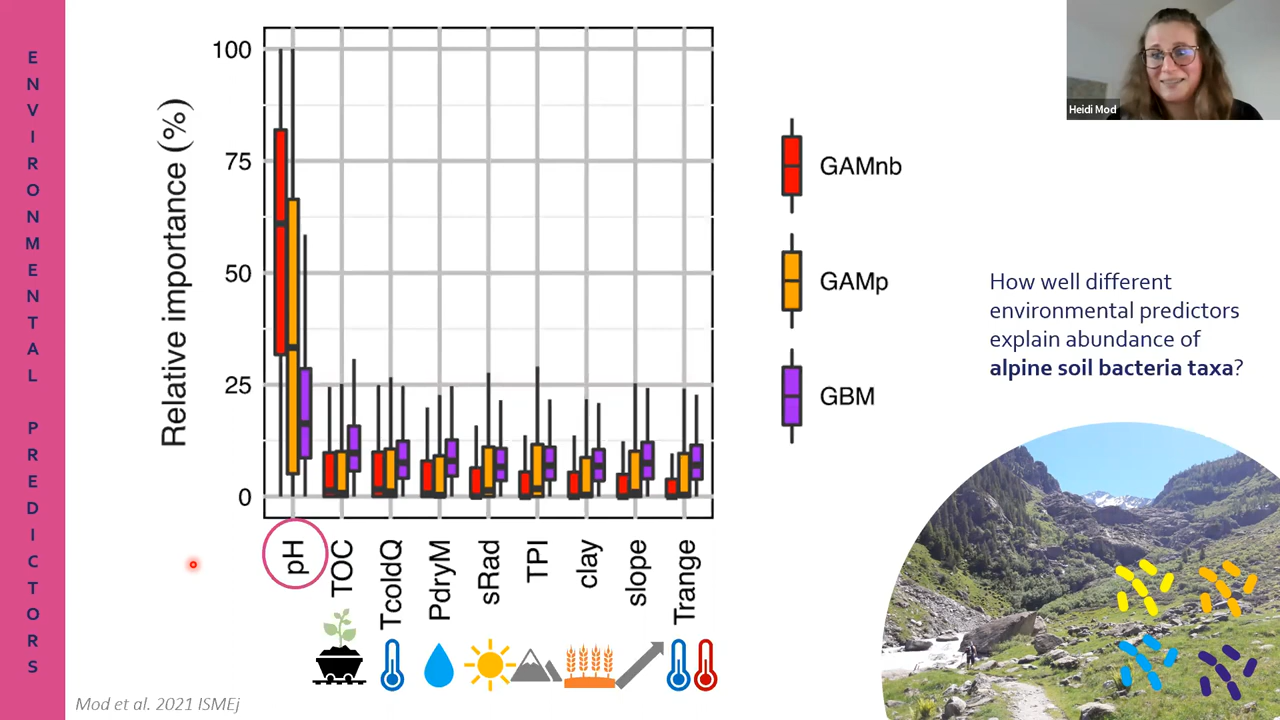 ENVIRONMENTAL PREDICTORS
Relative importance (%)
100
75
50
25
0
pH
TOC
TcoldQ
PdryM
sRad
TPI
clay
slope
Trange
GAMnb
GAMp
GBM
Heidi Mod
How well different
environmental predictors
explain abundance of
alpine soil bacteria taxa?
Mod et al. 2021 ISMEj